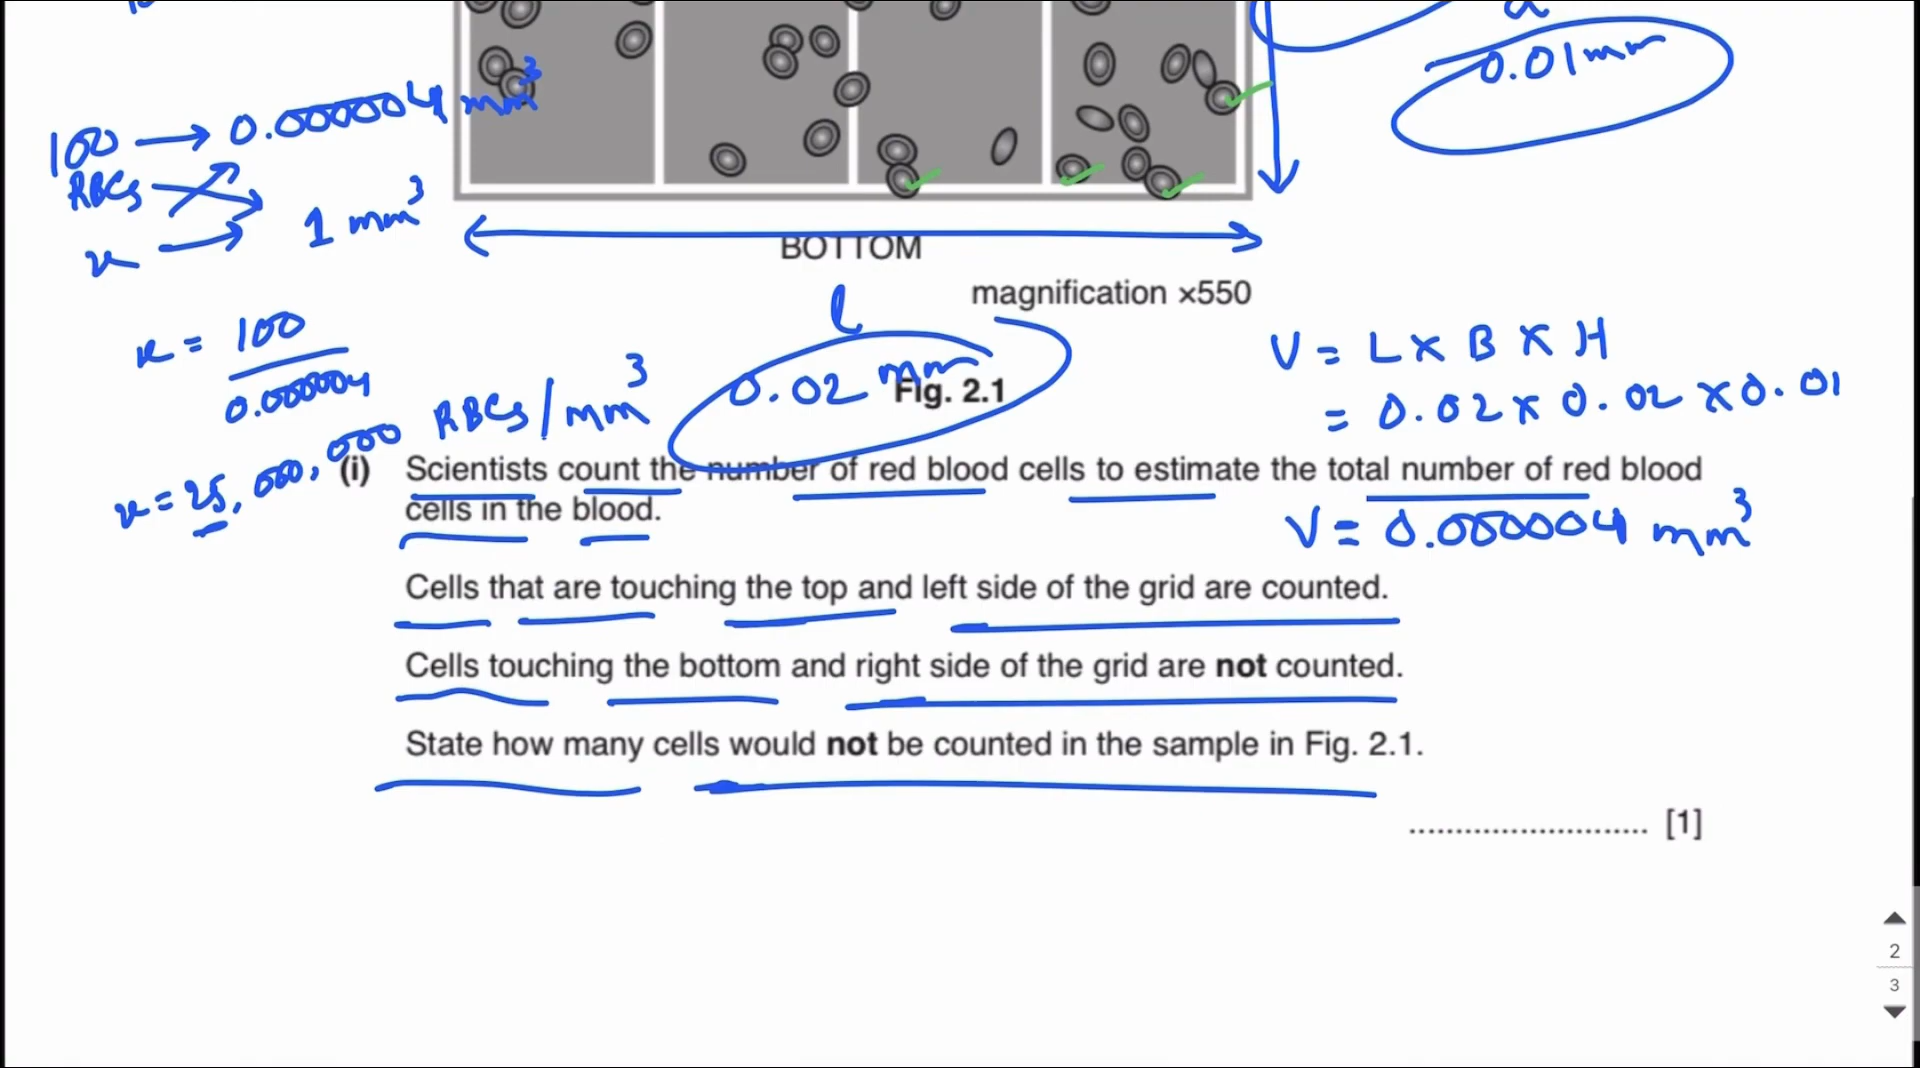 0.01mm
100 → 0.000004 mm³
RBCs
x → 1 mm³
BOTTOM
l
magnification ×550
x = 100
0.000004
V = L x B x H
0.02 mm
Fig. 2.1
= 0.02 x 0.02 x 0.01
x = 25,000,000 RBCs/mm³
(i) Scientists count the number of red blood cells to estimate the total number of red blood
cells in the blood.
V = 0.000004 mm³
Cells that are touching the top and left side of the grid are counted.
Cells touching the bottom and right side of the grid are not counted.
State how many cells would not be counted in the sample in Fig. 2.1.
.......................... [1]
2
3